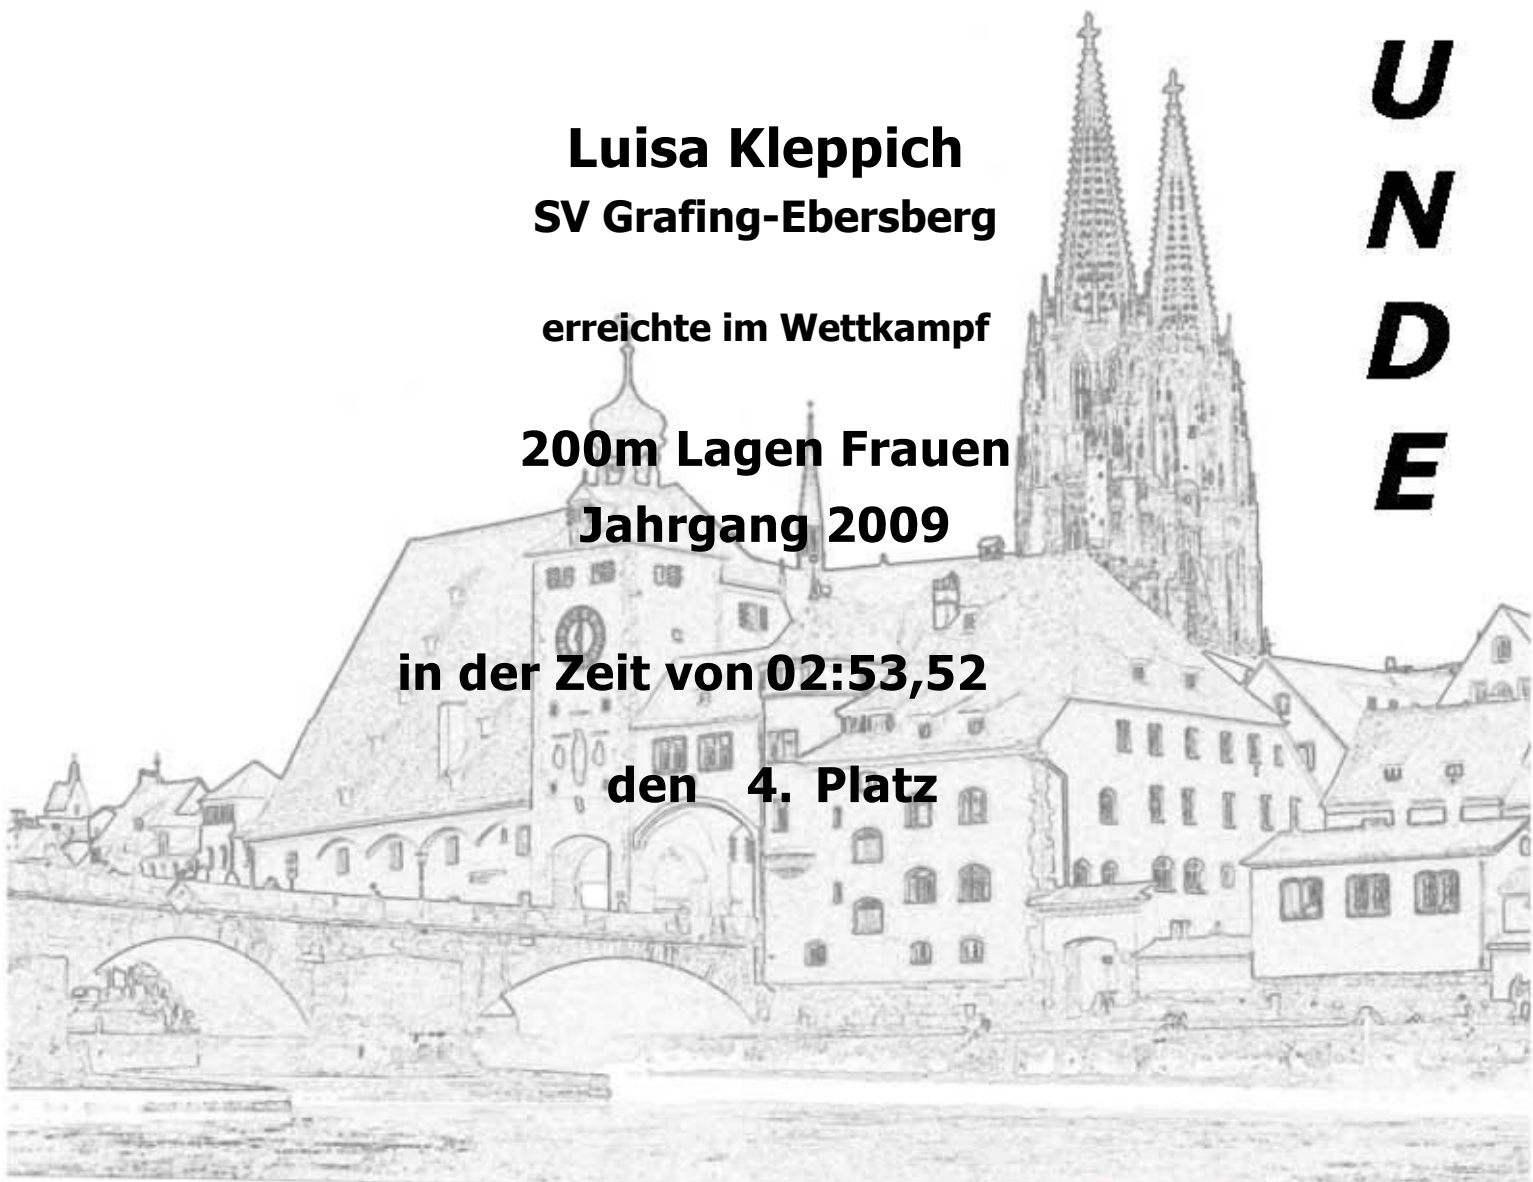 Luisa Kleppich
SV Grafing-Ebersberg
erreichte im Wettkampf
200m Lagen Frauen
Jahrgang 2009
in der Zeit von 02:53,52
den 4. Platz
U
N
D
E